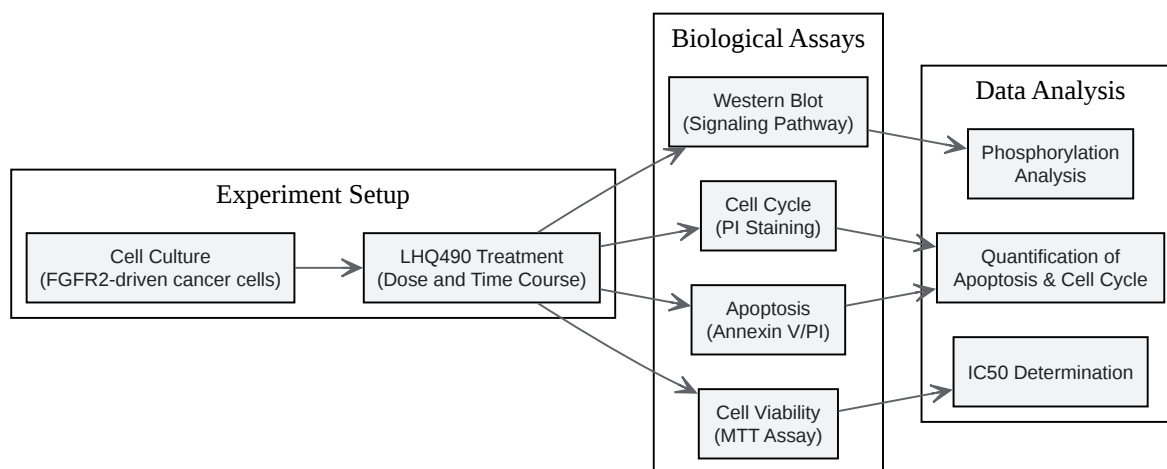 Experiment Setup
Cell Culture
(FGFR2-driven cancer cells)
LHQ490 Treatment
(Dose and Time Course)
Biological Assays
Western Blot
(Signaling Pathway)
Cell Cycle
(PI Staining)
Apoptosis
(Annexin V/PI)
Cell Viability
(MTT Assay)
Data Analysis
Phosphorylation
Analysis
Quantification of
Apoptosis & Cell Cycle
IC50 Determination